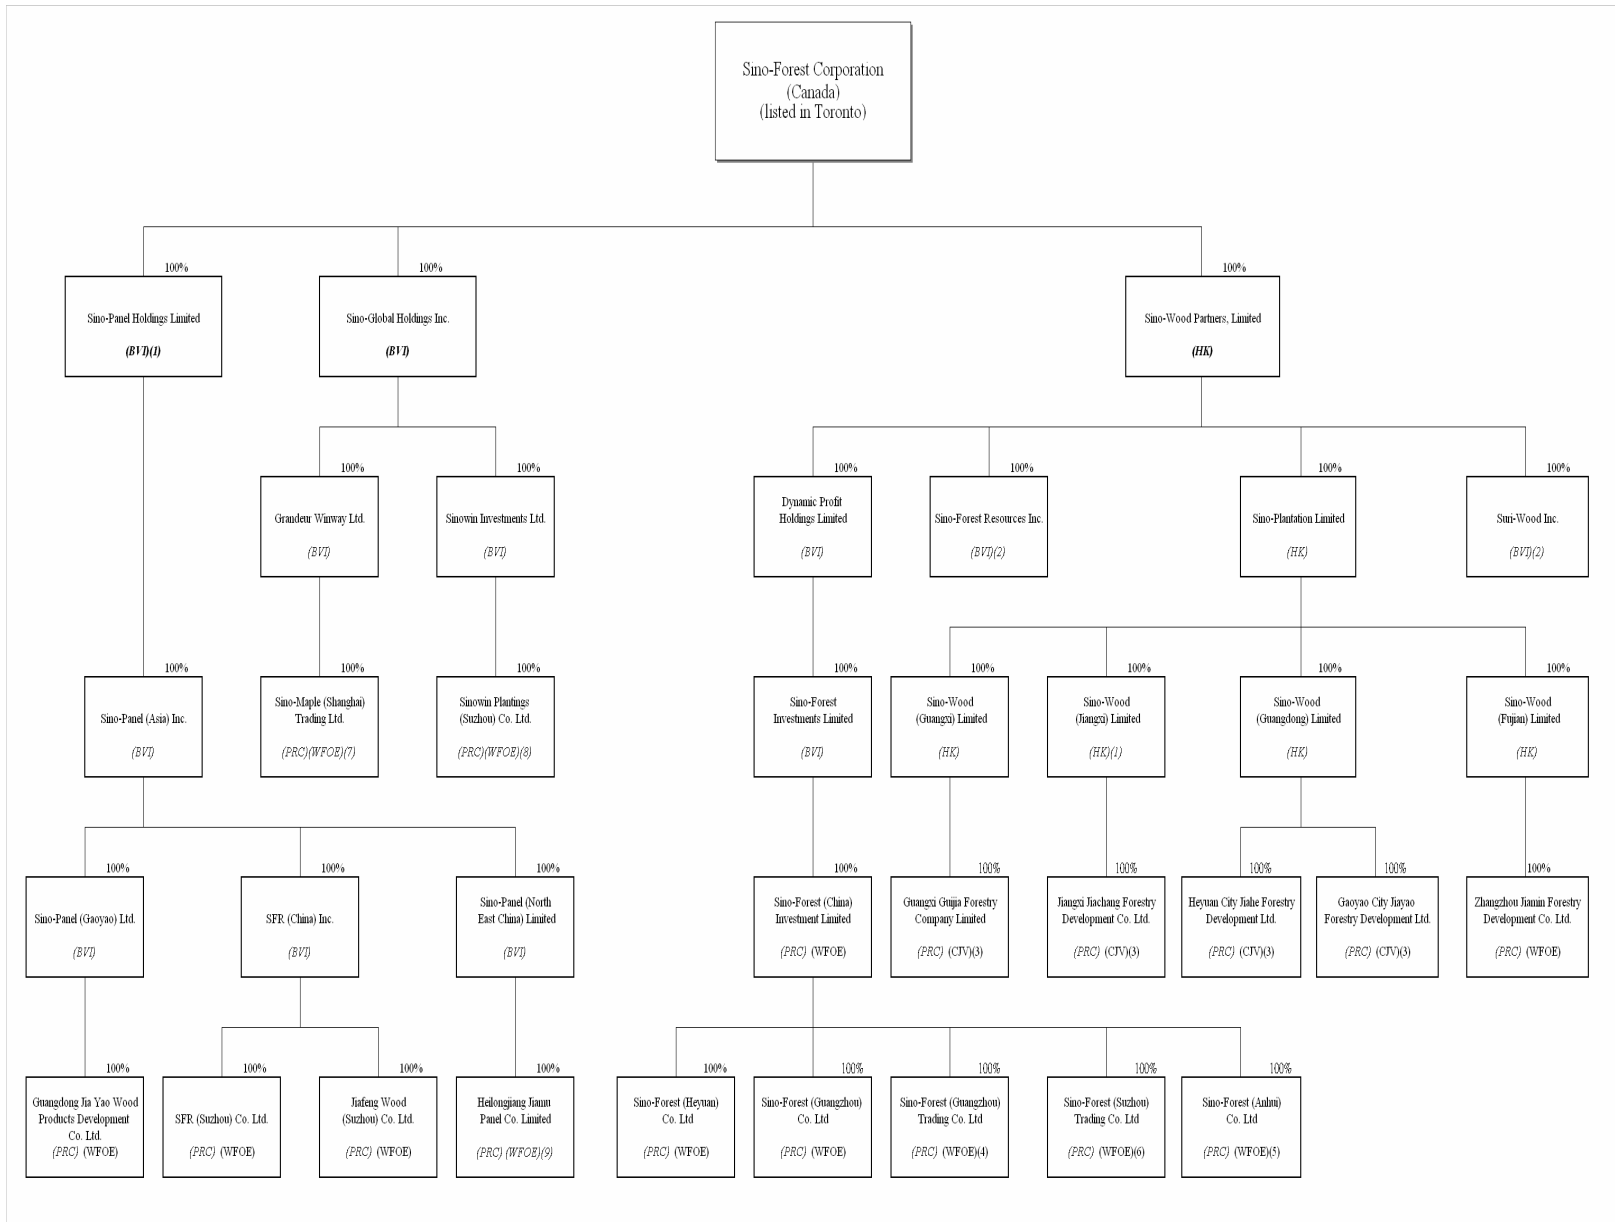 Sino-Forest Corporation
(Canada)
(listed in Toronto)
100%
100%
100%
Sino-Panel Holdings Limited
(BVI)(1)
Sino-Global Holdings Inc.
(BVI)
Sino-Wood Partners, Limited
(HK)
100%
100%
100%
100%
100%
100%
Grandeur Winway Ltd.
(BVI)
Sinowin Investments Ltd.
(BVI)
Dynamic Profit
Holdings Limited
(BVI)
Sino-Forest Resources Inc.
(BVI)(2)
Sino-Plantation Limited
(HK)
Suri-Wood Inc.
(BVI)(2)
100%
100%
100%
100%
100%
100%
100%
100%
Sino-Panel (Asia) Inc.
(BVI)
Sino-Maple (Shanghai)
Trading Ltd.
(PRC)(WFOE)(7)
Sinowin Plantings
(Suzhou) Co. Ltd.
(PRC)(WFOE)(8)
Sino-Forest
Investments Limited
(BVI)
Sino-Wood
(Guangxi) Limited
(HK)
Sino-Wood
(Jiangxi) Limited
(HK)(1)
Sino-Wood
(Guangdong) Limited
(HK)
Sino-Wood
(Fujian) Limited
(HK)
100%
100%
100%
100%
100%
100%
100%
100%
100%
Sino-Panel (Gaoyao) Ltd.
(BVI)
SFR (China) Inc.
(BVI)
Sino-Panel (North
East China) Limited
(BVI)
Sino-Forest (China)
Investment Limited
(PRC) (WFOE)
Guangxi Guijia Forestry
Company Limited
(PRC) (CJV)(3)
Jiangxi Jiachang Forestry
Development Co. Ltd.
(PRC) (CJV)(3)
Heyuan City Jiahe Forestry
Development Ltd.
(PRC) (CJV)(3)
Gaoyao City Jiayao
Forestry Development Ltd.
(PRC) (CJV)(3)
Zhangzhou Jiamin Forestry
Development Co. Ltd.
(PRC) (WFOE)
100%
100%
100%
100%
100%
100%
100%
100%
100%
Guangdong Jia Yao Wood
Products Development
Co. Ltd.
(PRC) (WFOE)
SFR (Suzhou) Co. Ltd.
(PRC) (WFOE)
Jiafeng Wood
(Suzhou) Co. Ltd.
(PRC) (WFOE)
Heilongjiang Jiamu
Panel Co. Limited
(PRC) (WFOE)(9)
Sino-Forest (Heyuan)
Co. Ltd
(PRC) (WFOE)
Sino-Forest (Guangzhou)
Co. Ltd
(PRC) (WFOE)
Sino-Forest (Guangzhou)
Trading Co. Ltd
(PRC) (WFOE)(4)
Sino-Forest (Suzhou)
Trading Co. Ltd
(PRC) (WFOE)(6)
Sino-Forest (Anhui)
Co. Ltd
(PRC) (WFOE)(5)